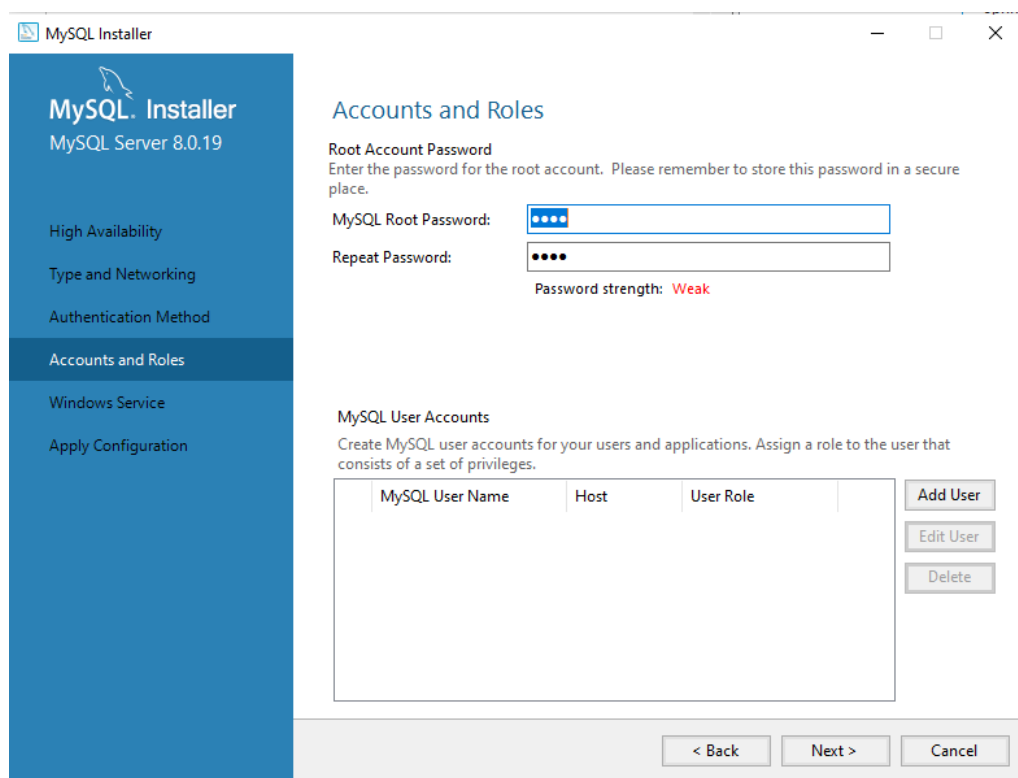 MySQL Installer
MySQL. Installer
MySQL Server 8.0.19
High Availability
Type and Networking
Authentication Method
Accounts and Roles
Windows Service
Apply Configuration
Accounts and Roles
Root Account Password
Enter the password for the root account. Please remember to store this password in a secure
place.
MySQL Root Password: ●●●●
Repeat Password: ●●●●
Password strength: Weak
MySQL User Accounts
Create MySQL user accounts for your users and applications. Assign a role to the user that
consists of a set of privileges.
MySQL User Name Host User Role
Add User
Edit User
Delete
< Back Next > Cancel